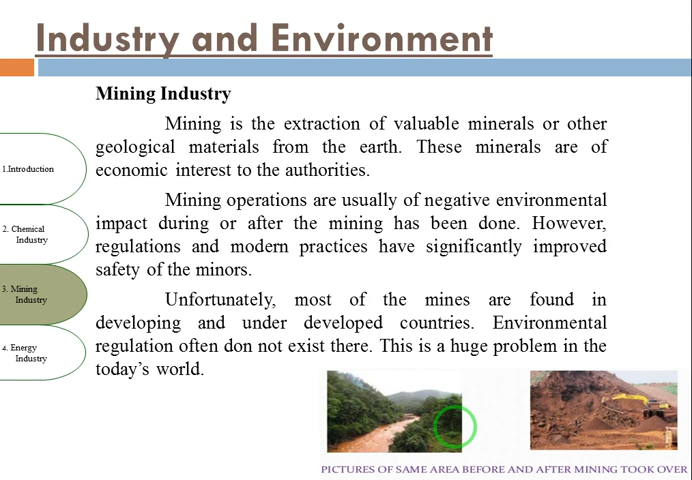 Industry and Environment
Mining Industry
Mining is the extraction of valuable minerals or other
geological materials from the earth. These minerals are of
economic interest to the authorities.
Mining operations are usually of negative environmental
impact during or after the mining has been done. However,
regulations and modern practices have significantly improved
safety of the minors.
Unfortunately, most of the mines are found in
developing and under developed countries. Environmental
regulation often don not exist there. This is a huge problem in the
today’s world.
1.Introduction
2. Chemical
Industry
3. Mining
Industry
4. Energy
Industry
PICTURES OF SAME AREA BEFORE AND AFTER MINING TOOK OVER